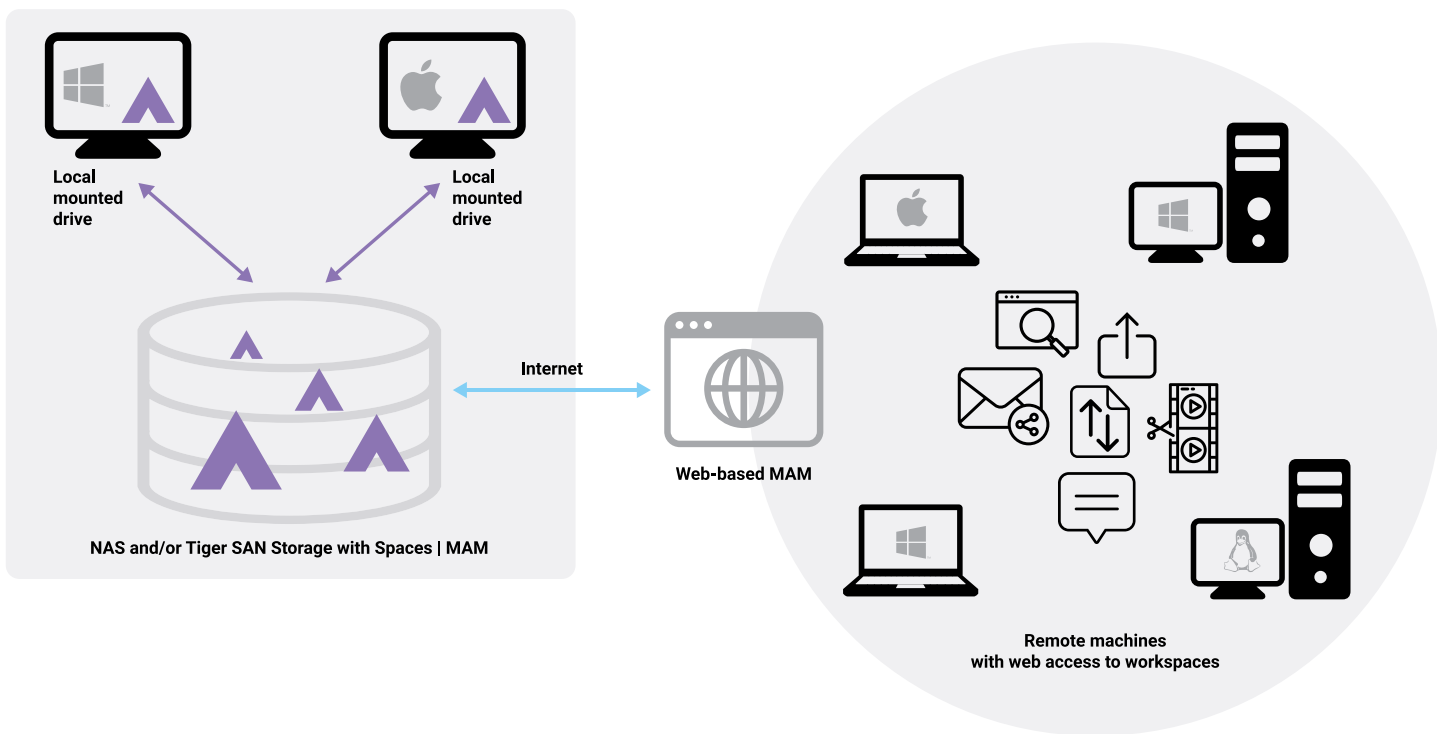 Local
mounted
drive
Local
mounted
drive
Internet
Web-based MAM
NAS and/or Tiger SAN Storage with Spaces | MAM
Remote machines
with web access to workspaces